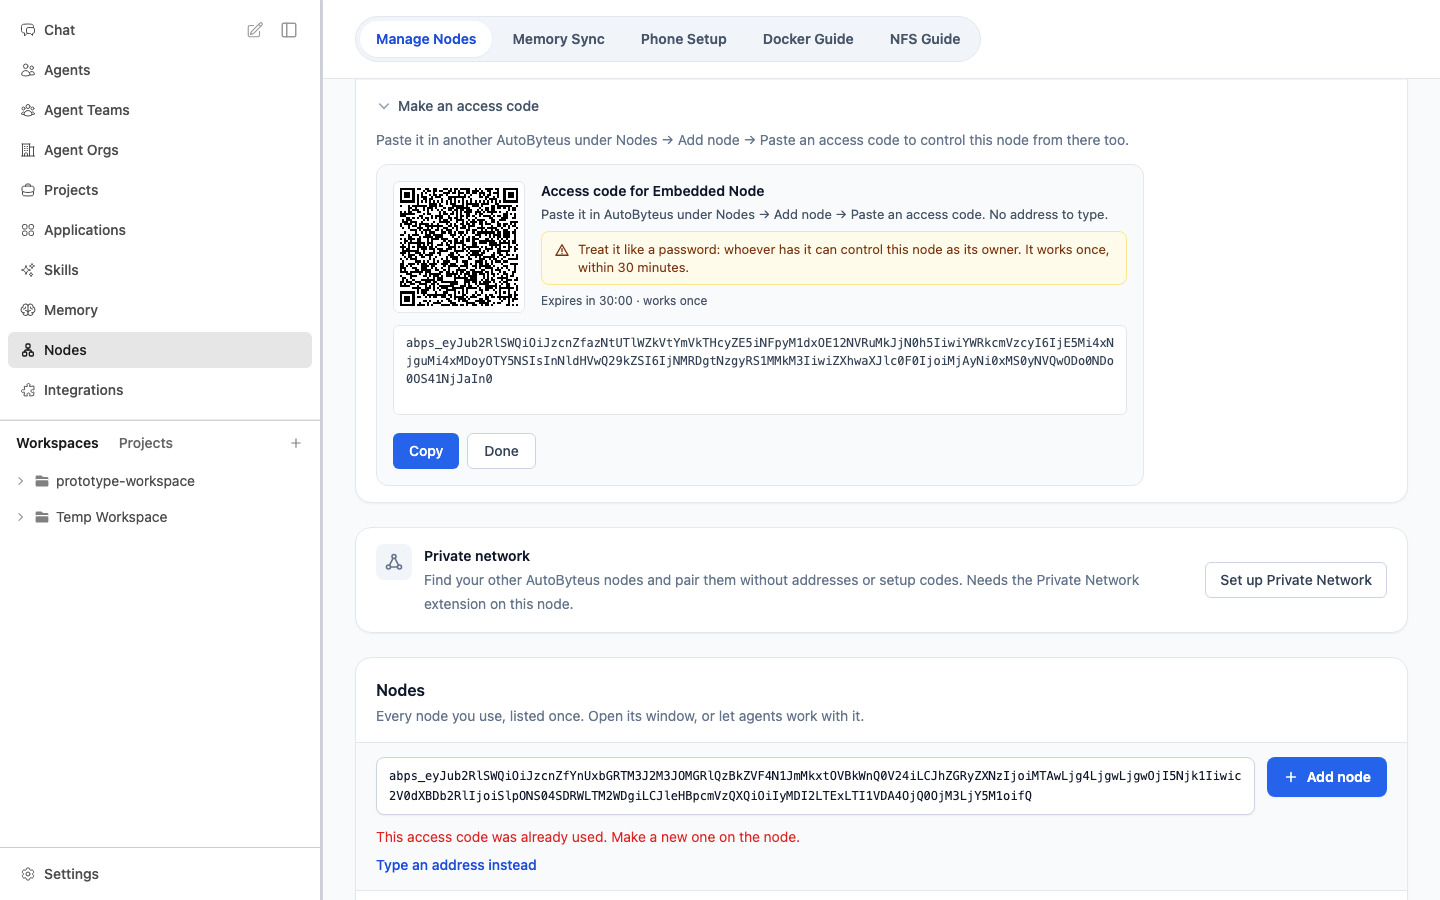 Chat
Agents
Agent Teams
Agent Orgs
Projects
Applications
Skills
Memory
Nodes
Integrations
Workspaces
Projects
prototype-workspace
Temp Workspace
Settings
Manage Nodes
Memory Sync
Phone Setup
Docker Guide
NFS Guide
Make an access code
Paste it in another AutoByteus under Nodes → Add node → Paste an access code to control this node from there too.
Access code for Embedded Node
Paste it in AutoByteus under Nodes → Add node → Paste an access code. No address to type.
Treat it like a password: whoever has it can control this node as its owner. It works once,
within 30 minutes.
Expires in 30:00 · works once
abps_eyJub2RlSWQiOiJzcnZfazNtUTlWZkVtYmVkTHcyZE5iNFpyM1dxOE12NVRuMkJjN0h5IiwiYWRkcmVzcyI6IjE5Mi4xN
jguMi4xMDoyOTY5NSIsInNldHVwQ29kZSI6IjNMRDgtNzgyRS1MMkM3IiwiZXhwaXJlc0F0IjoiMjAyNi0xMS0yNVQwODo0NDo
0OS41NjJaIn0
Copy
Done
Private network
Find your other AutoByteus nodes and pair them without addresses or setup codes. Needs the Private Network
extension on this node.
Set up Private Network
Nodes
Every node you use, listed once. Open its window, or let agents work with it.
abps_eyJub2RlSWQiOiJzcnZfYnUxbGRTM3J2M3JOMGRlQzBkZVF4N1JmMkxtOVBkWnQ0V24iLCJhZGRyZXNzIjoiMTAwLjg4LjgwLjgwOjI5Njk1Iiwic
2V0dXBDb2RlIjoiSlpONS04SDRWLTM2WDgiLCJleHBpcmVzQXQiOiIyMDI2LTExLTI1VDA4OjQ0OjM3LjY5M1oifQ
Add node
This access code was already used. Make a new one on the node.
Type an address instead